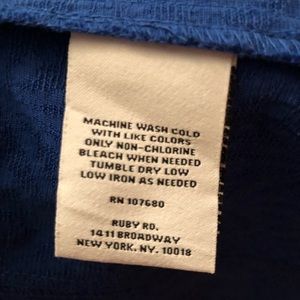 MACHINE WASH COLD
WITH LIKE COLORS
ONLY NON-CHLORINE
BLEACH WHEN NEEDED
TUMBLE DRY LOW
LOW IRON AS NEEDED
RN 107680
RUBY RD.
1411 BROADWAY
NEW YORK, NY. 10018